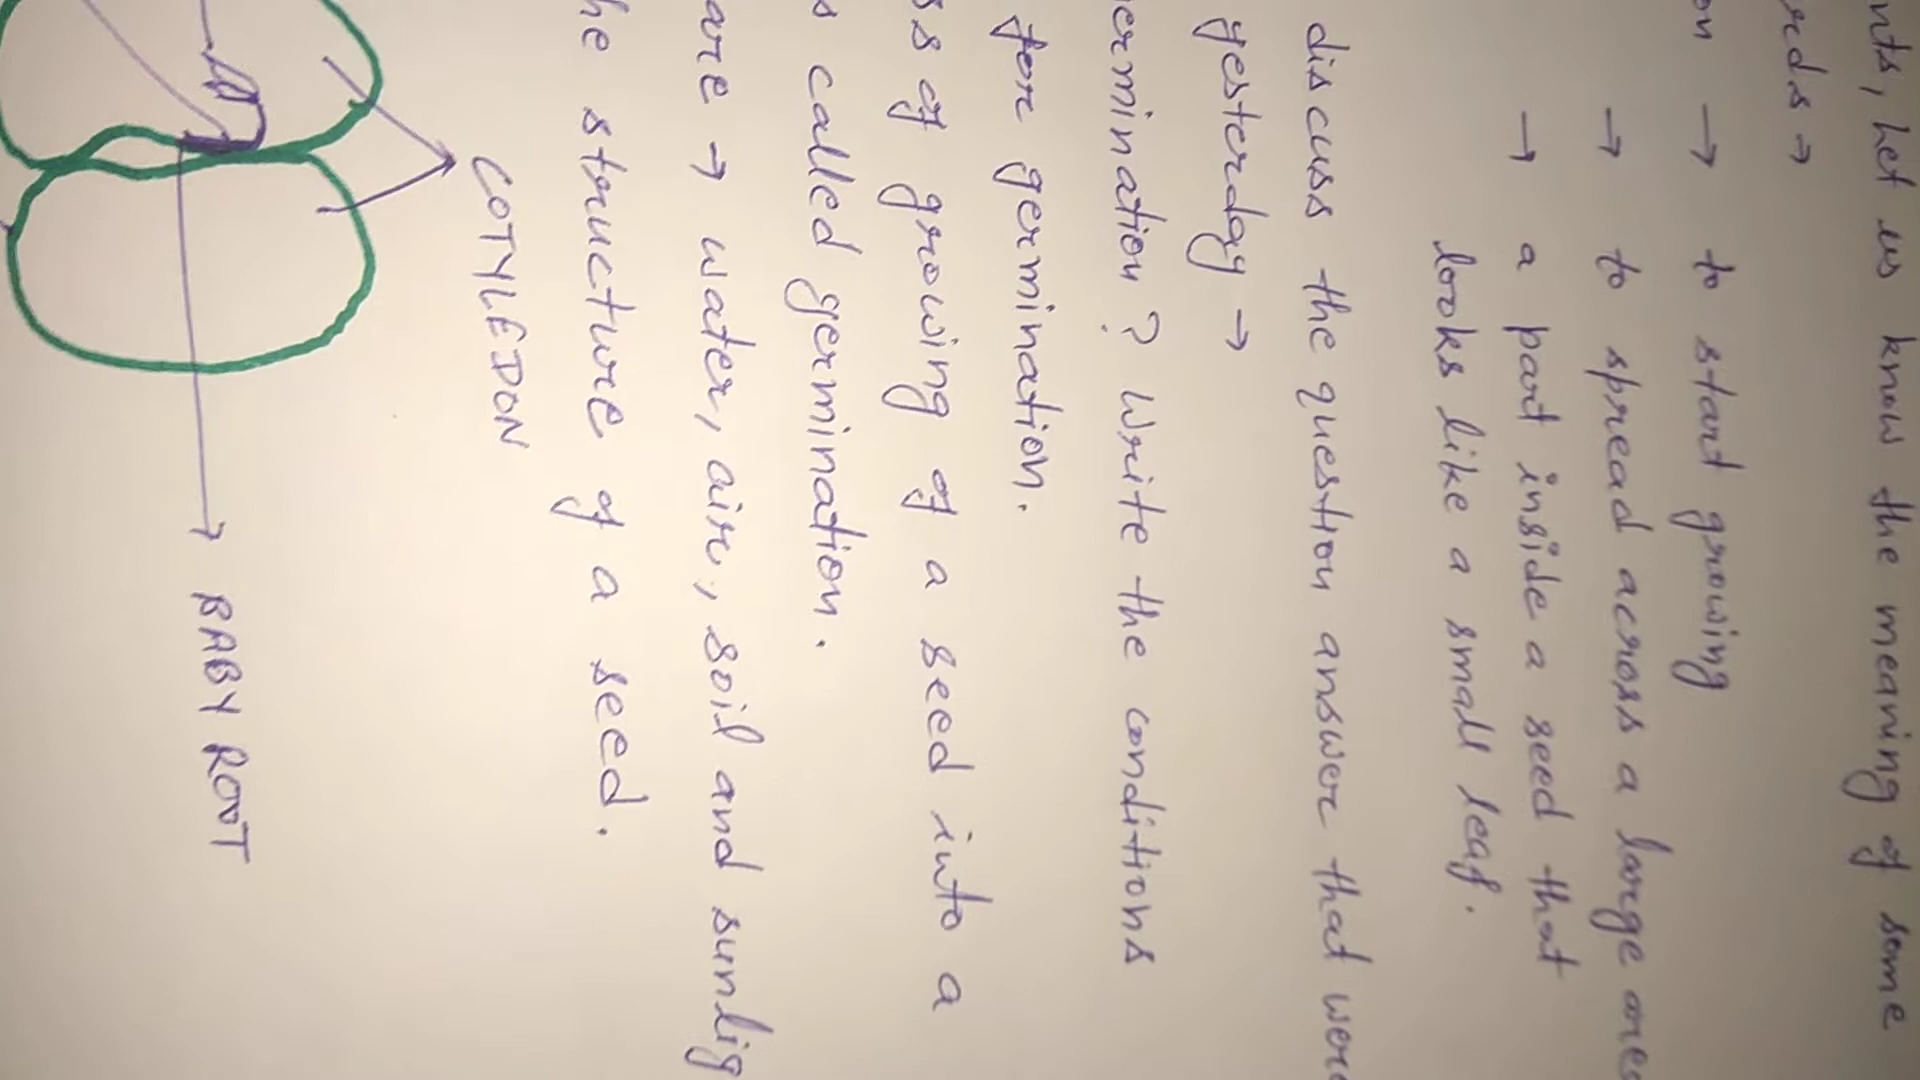 nts, let us know the meaning of some
rds →
on → to start growing
→ to spread across a large area
→ a part inside a seed that
looks like a small leaf.
discuss the question answer that were
yesterday →
ermination? Write the conditions
for germination.
ss of growing of a seed into a
s called germination.
are → water, air, soil and sunlig
he structure of a seed.
COTYLEDON
BABY ROOT